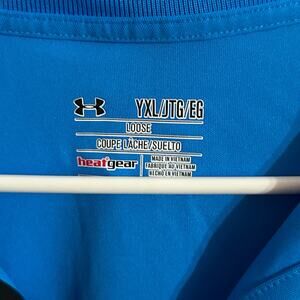 YXL/JTG/EG
LOOSE
COUPE LÂCHE/SUELTO
heatgear
MADE IN VIETNAM
FABRIQUÉ AU VIETNAM
HECHO EN VIETNAM